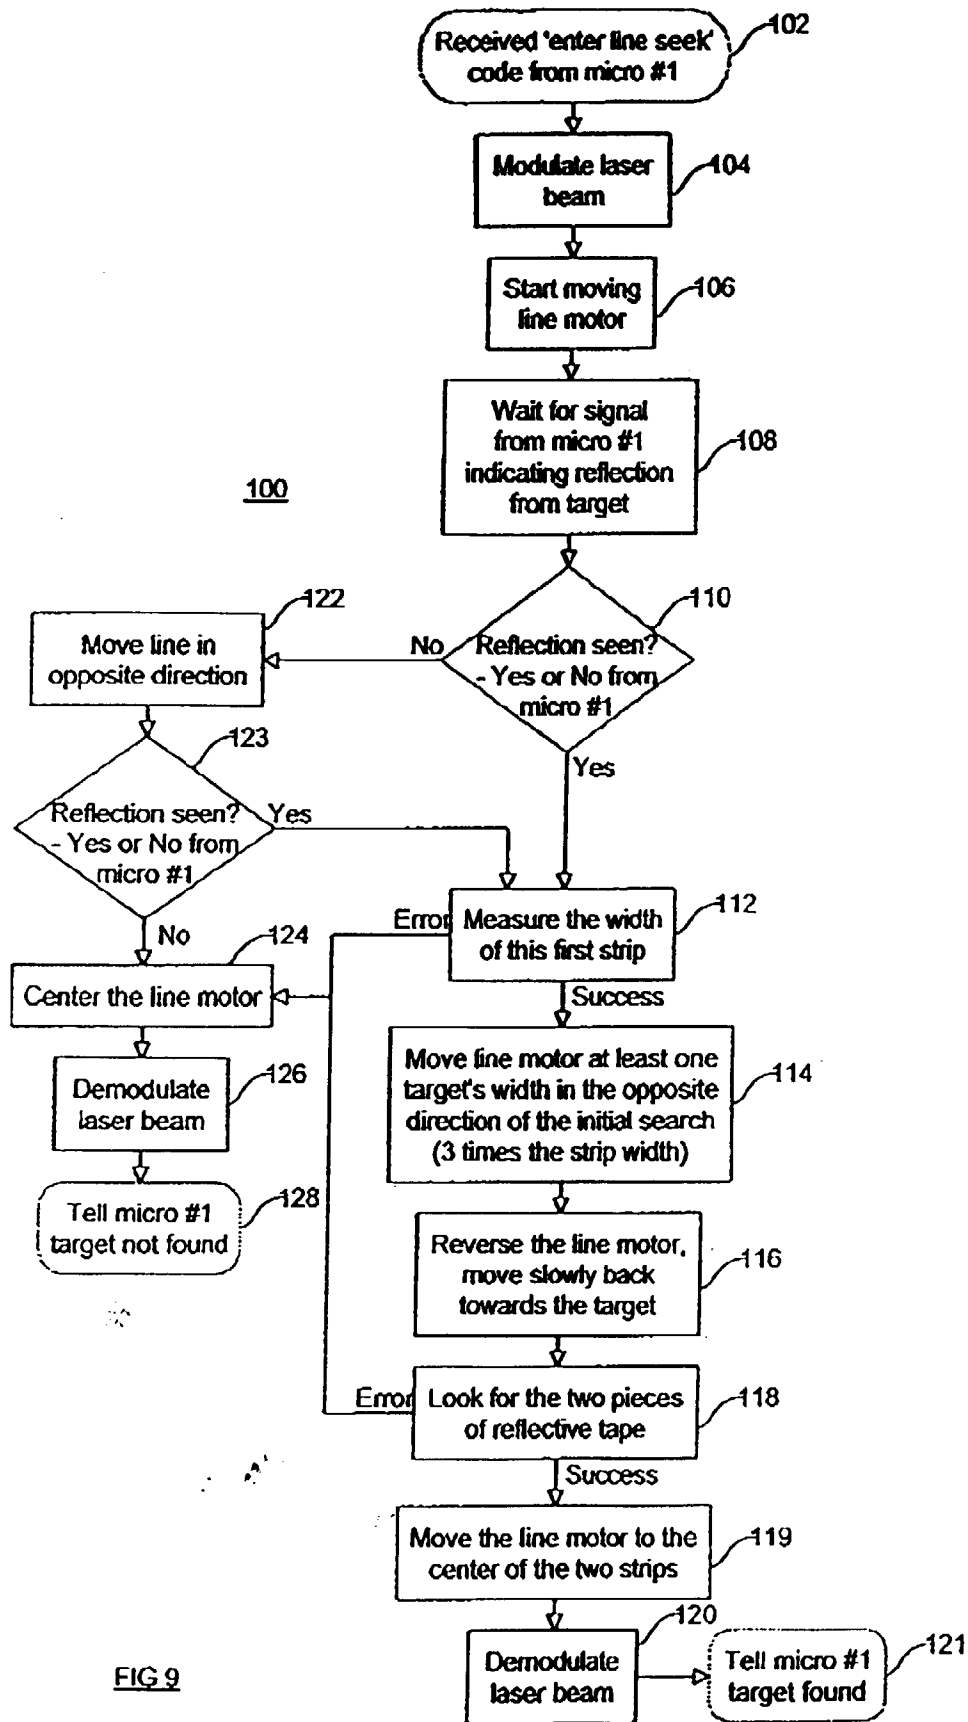 Received 'enter line seek'
code from micro #1
102
Modulate laser
beam
104
Start moving
line motor
106
Wait for signal
from micro #1
indicating reflection
from target
108
100
Reflection seen?
- Yes or No from
micro #1
110
No
Yes
122
Move line in
opposite direction
123
Reflection seen?
- Yes or No from
micro #1
Yes
No
Measure the width
of this first strip
112
Error
Success
124
Center the line motor
Move line motor at least one
target's width in the opposite
direction of the initial search
(3 times the strip width)
114
Demodulate
laser beam
126
Tell micro #1
target not found
128
Reverse the line motor,
move slowly back
towards the target
116
Look for the two pieces
of reflective tape
118
Error
Success
Move the line motor to the
center of the two strips
119
Demodulate
laser beam
120
Tell micro #1
target found
121
FIG 9